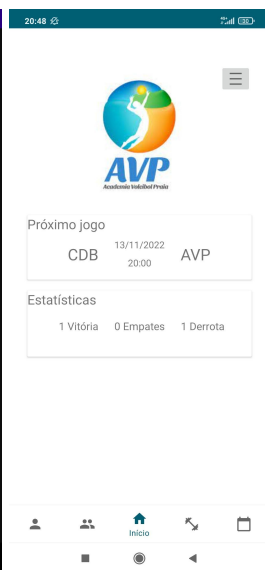 20:48
AVP
Academia Voleibol Praia
Próximo jogo
CDB
13/11/2022
20:00
AVP
Estatísticas
1 Vitória 0 Empates 1 Derrota
Início